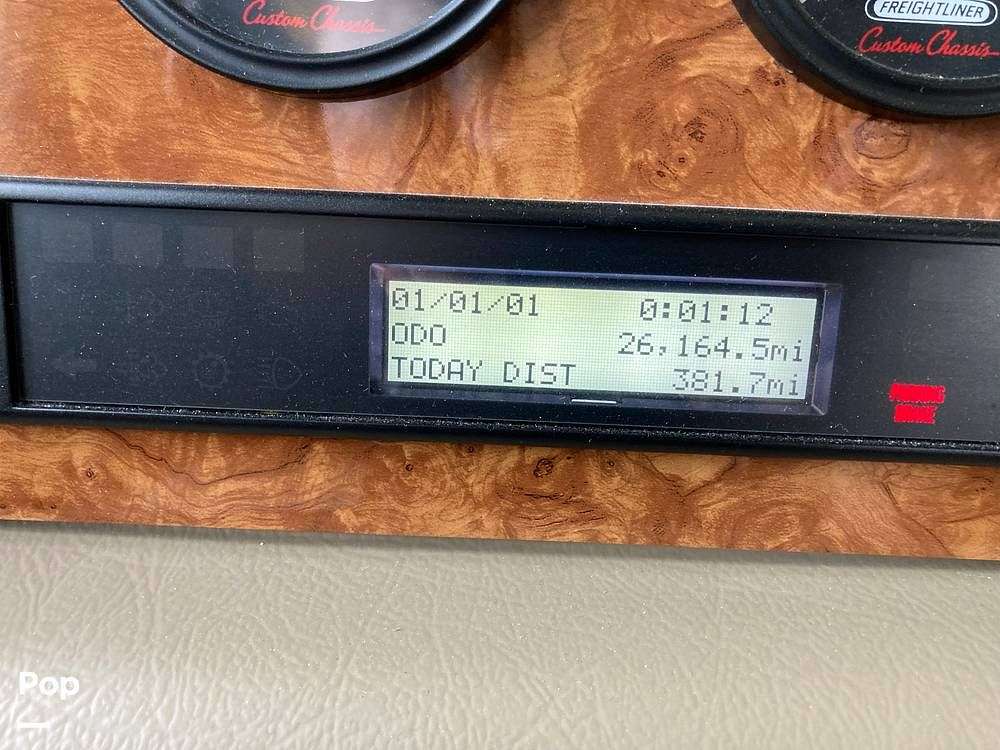 Custom Chassis
FREIGHTLINER
Custom Chassis
01/01/01 0:01:12
ODO 26,164.5mi
TODAY DIST 381.7mi
Pop